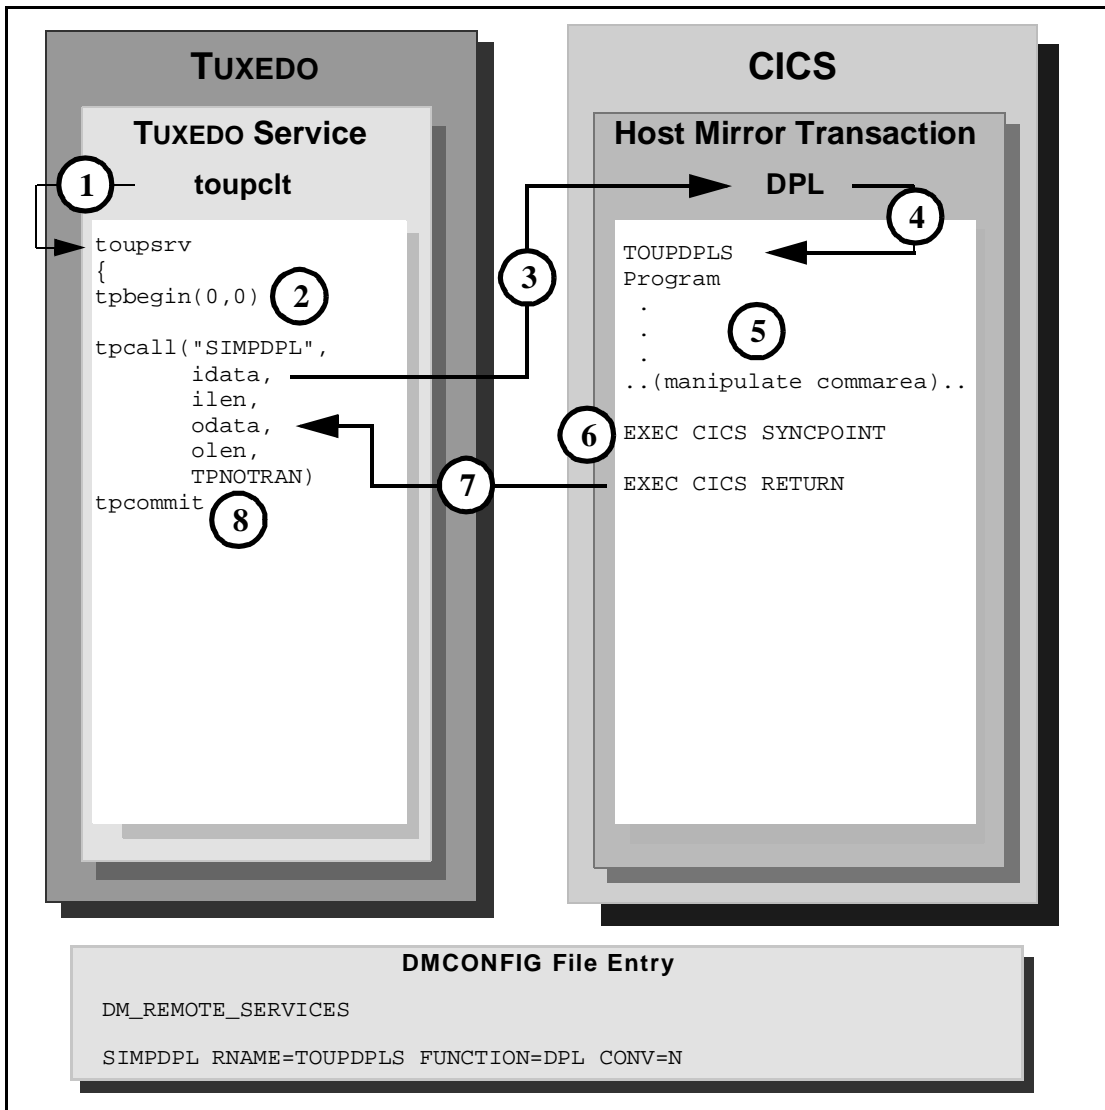 TUXEDO
TUXEDO Service
toupclt
1
toupsrv
{
tpbegin(0,0)
2
tpcall("SIMPDPL",
idata,
ilen,
odata,
olen,
TPNOTRAN)
tpcommit
8
3
7
CICS
Host Mirror Transaction
DPL
4
TOUPDPLS
Program
.
.
.
5
..(manipulate commarea)..
6
EXEC CICS SYNCPOINT
EXEC CICS RETURN
DMCONFIG File Entry
DM_REMOTE_SERVICES
SIMPDPL RNAME=TOUPDPLS FUNCTION=DPL CONV=N